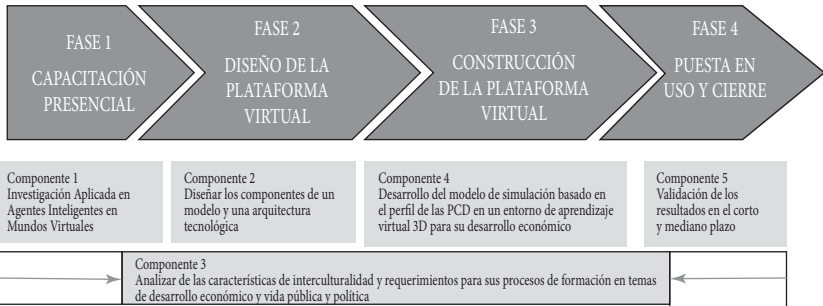 FASE 1
CAPACITACIÓN
PRESENCIAL
FASE 2
DISEÑO DE LA
PLATAFORMA
VIRTUAL
FASE 3
CONSTRUCCIÓN
DE LA PLATAFORMA
VIRTUAL
FASE 4
PUESTA EN
USO Y CIERRE
Componente 1
Investigación Aplicada en
Agentes Inteligentes en
Mundos Virtuales
Componente 2
Diseñar los componentes de un
modelo y una arquitectura
tecnológica
Componente 4
Desarrollo del modelo de simulación basado en
el perfil de las PCD en un entorno de aprendizaje
virtual 3D para su desarrollo económico
Componente 5
Validación de los
resultados en el corto
y mediano plazo
Componente 3
Analizar de las características de interculturalidad y requerimientos para sus procesos de formación en temas
de desarrollo económico y vida pública y política